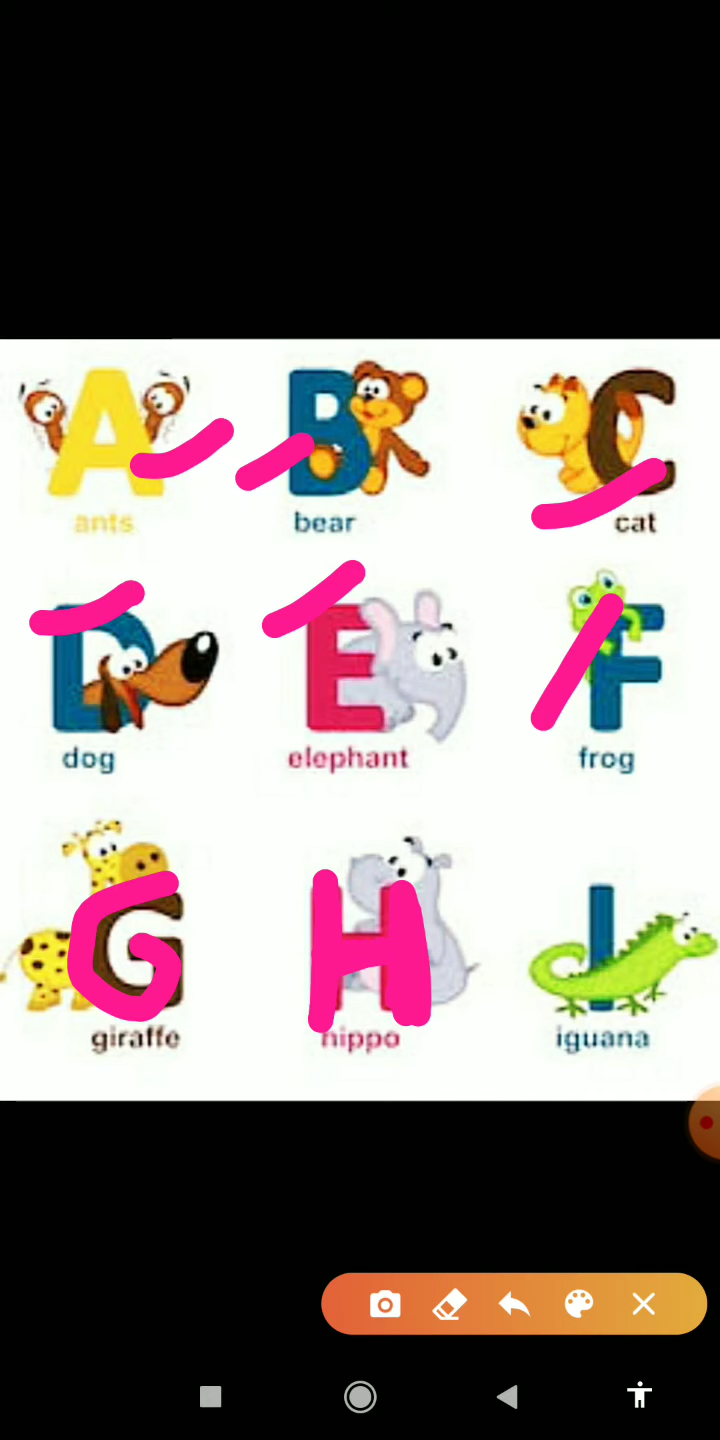 A B C
ants bear cat
D E F
dog elephant frog
G H I
giraffe hippo iguana